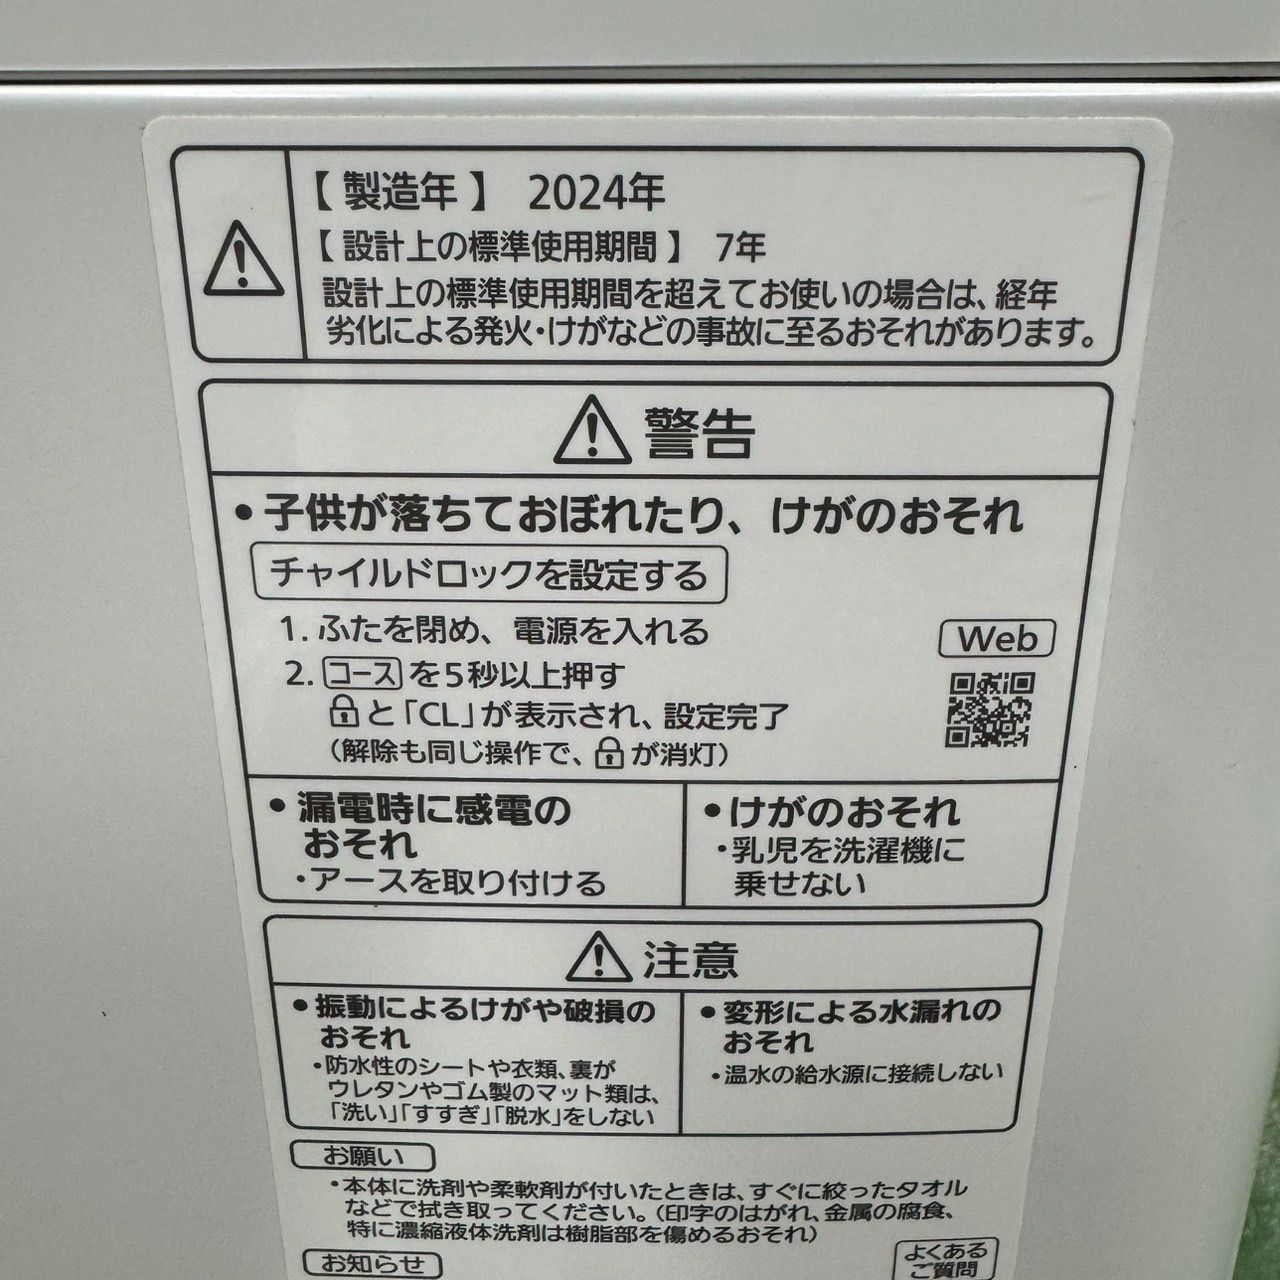 【製造年】 2024年
【設計上の標準使用期間】 7年
設計上の標準使用期間を超えてお使いの場合は、経年
劣化による発火・けがなどの事故に至るおそれがあります。
警告
・子供が落ちておぼれたり、けがのおそれ
チャイルドロックを設定する
1. ふたを閉め、電源を入れる
2. コースを5秒以上押す
と「CL」が表示され、設定完了
(解除も同じ操作で、が消灯)
Web
・漏電時に感電の
おそれ
・アースを取り付ける
・けがのおそれ
・乳児を洗濯機に
乗せない
注意
・振動によるけがや破損の
おそれ
・防水性のシートや衣類、裏が
ウレタンやゴム製のマット類は、
「洗い」「すすぎ」「脱水」をしない
・変形による水漏れの
おそれ
・温水の給水源に接続しない
お願い
・本体に洗剤や柔軟剤が付いたときは、すぐに絞ったタオル
などで拭き取ってください。(印字のはがれ、金属の腐食、
特に濃縮液体洗剤は樹脂部を傷めるおそれ)
お知らせ
よくある
ご質問